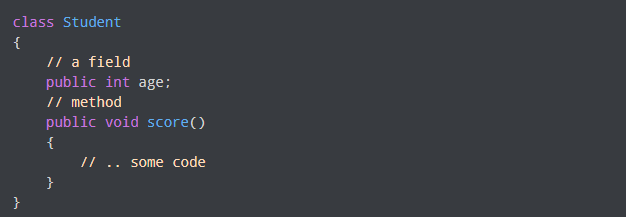 class Student
{
    // a field
    public int age;
    // method
    public void score()
    {
        // .. some code
    }
}